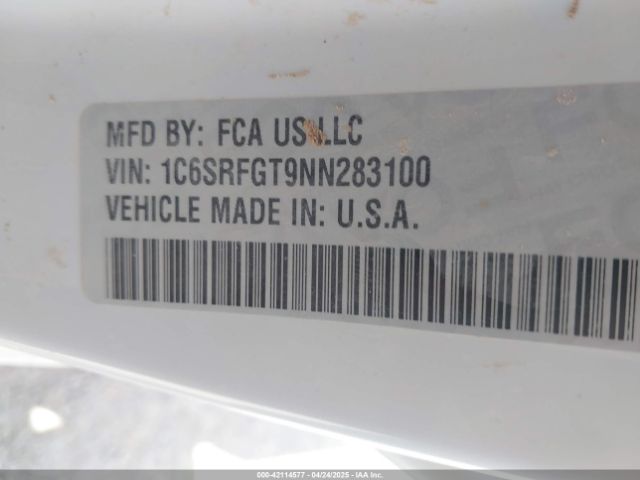 MFD BY: FCA US LLC
VIN: 1C6SRFGT9NN283100
VEHICLE MADE IN: U.S.A.
000-42114577 - 04/24/2025 - IAA Inc.